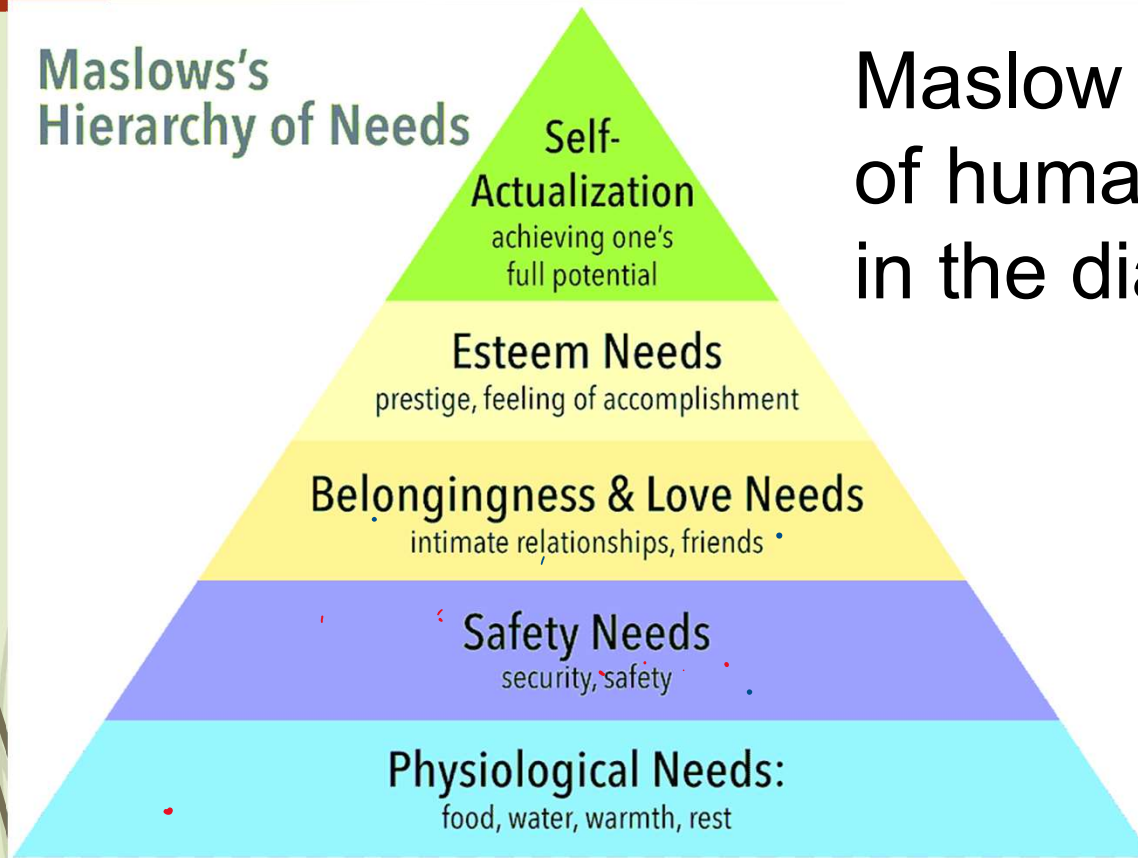 Maslows's
Hierarchy of Needs
Maslow
of huma
in the dia
Self-
Actualization
achieving one's
full potential
Esteem Needs
prestige, feeling of accomplishment
Belongingness & Love Needs
intimate relationships, friends
Safety Needs
security, safety
Physiological Needs:
food, water, warmth, rest